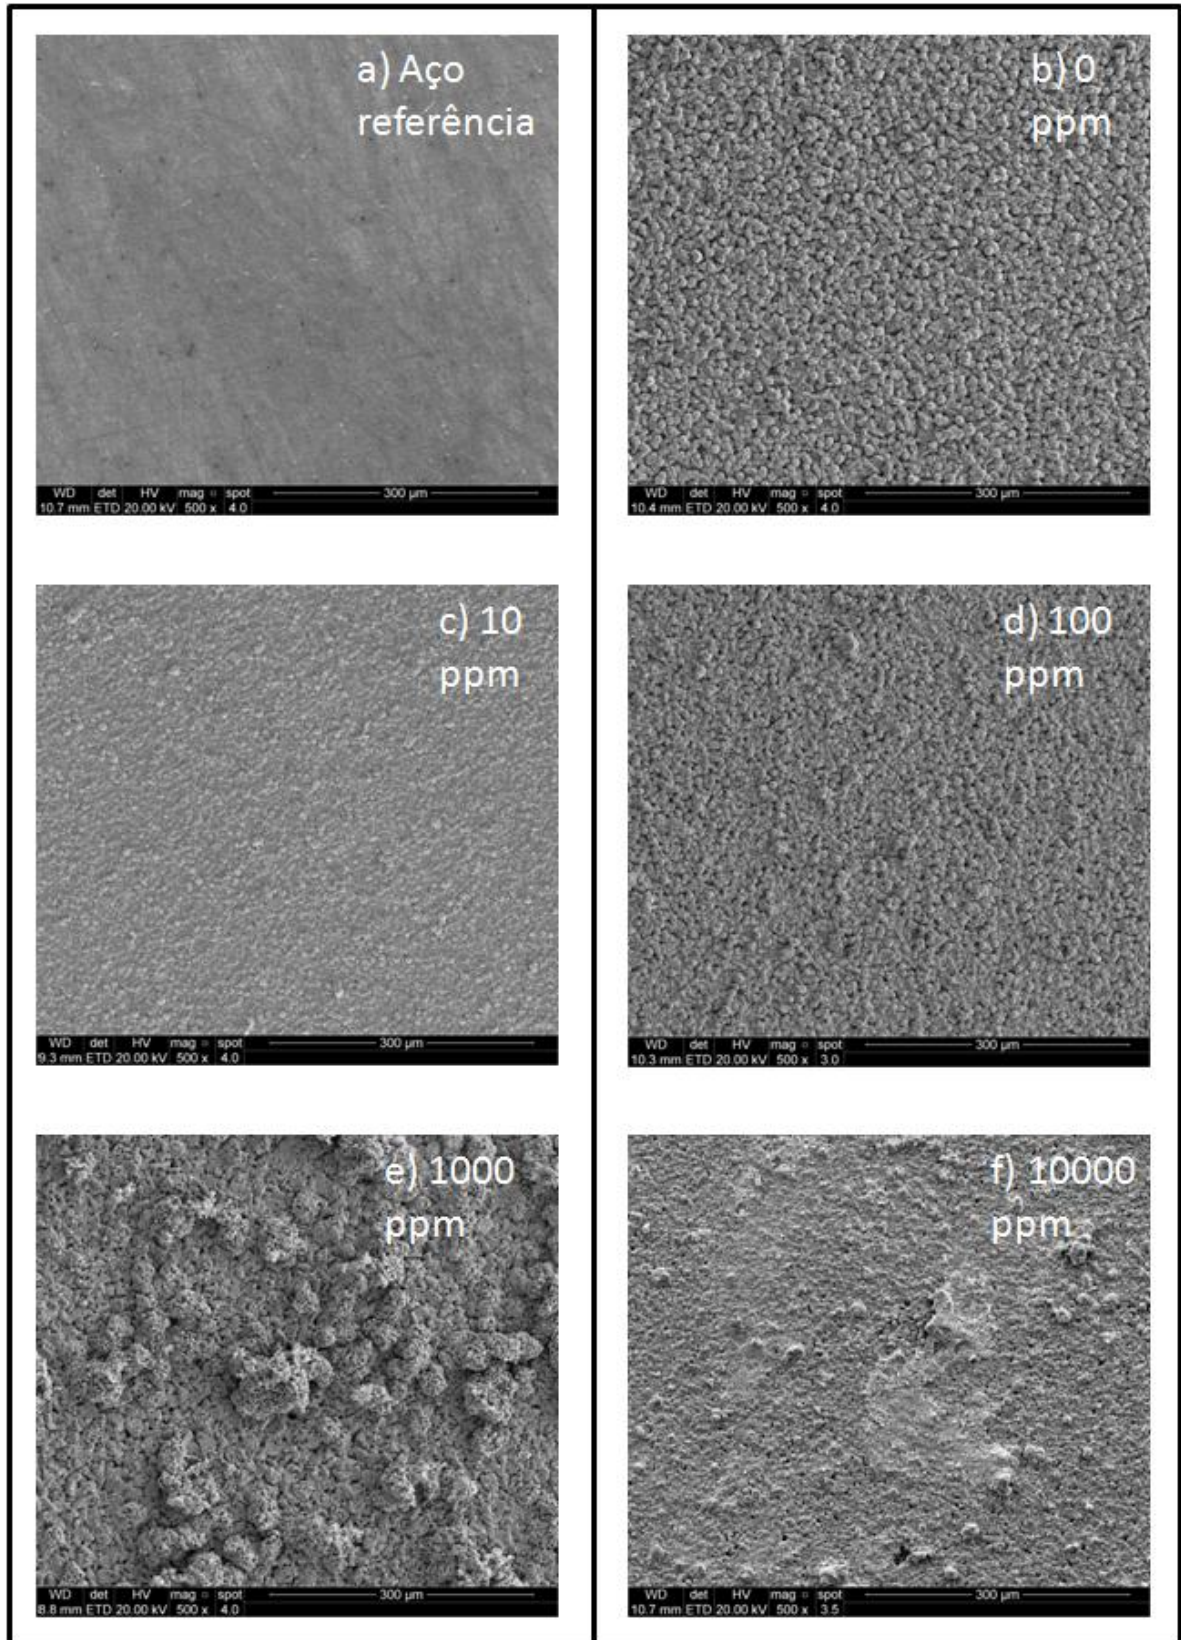 a) Aço
referência
WD det HV mag □ spot 300 µm
10.7 mm ETD 20.00 kV 500 x 4.0
b) 0
ppm
WD det HV mag □ spot 300 µm
10.4 mm ETD 20.00 kV 500 x 4.0
c) 10
ppm
WD det HV mag □ spot 300 µm
9.3 mm ETD 20.00 kV 500 x 4.0
d) 100
ppm
WD det HV mag □ spot 300 µm
10.3 mm ETD 20.00 kV 500 x 3.0
e) 1000
ppm
WD det HV mag □ spot 300 µm
8.8 mm ETD 20.00 kV 500 x 4.0
f) 10000
ppm
WD det HV mag □ spot 300 µm
10.7 mm ETD 20.00 kV 500 x 3.5